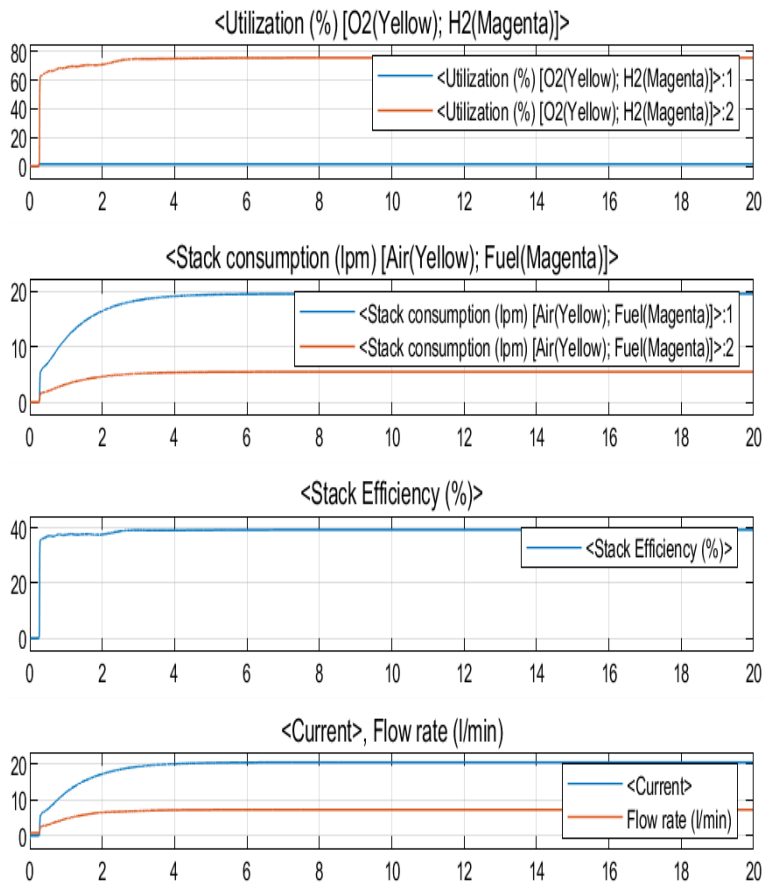 <Utilization (%) [O2(Yellow); H2(Magenta)]>
80
60
40
20
0
<Utilization (%) [O2(Yellow); H2(Magenta)]>:1
<Utilization (%) [O2(Yellow); H2(Magenta)]>:2
0 2 4 6 8 10 12 14 16 18 20
<Stack consumption (lpm) [Air(Yellow); Fuel(Magenta)]>
20
10
0
<Stack consumption (lpm) [Air(Yellow); Fuel(Magenta)]>:1
<Stack consumption (lpm) [Air(Yellow); Fuel(Magenta)]>:2
0 2 4 6 8 10 12 14 16 18 20
<Stack Efficiency (%)>
40
20
0
<Stack Efficiency (%)>
0 2 4 6 8 10 12 14 16 18 20
<Current>, Flow rate (l/min)
20
10
0
<Current>
Flow rate (l/min)
0 2 4 6 8 10 12 14 16 18 20